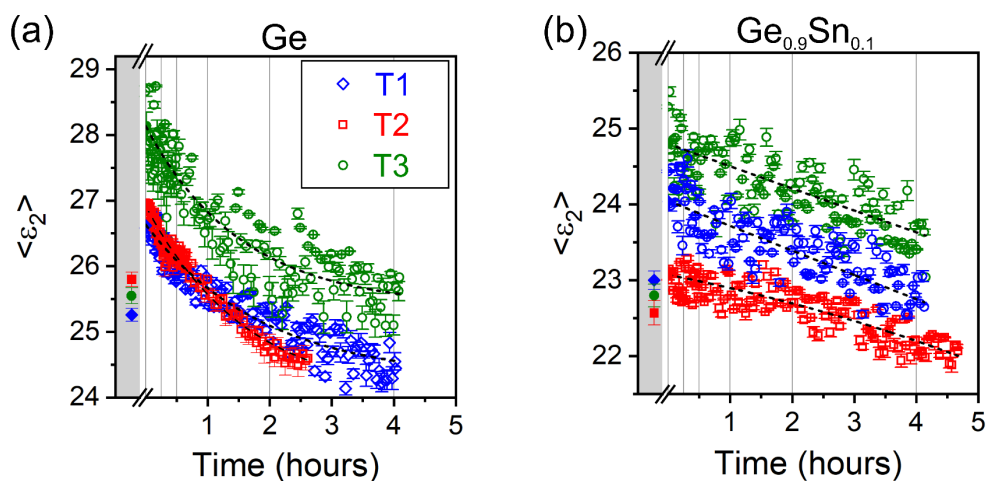 (a)
Ge
<ε₂>
29
28
27
26
25
24
T1
T2
T3
1
2
3
4
5
Time (hours)
(b)
Ge₀.₉Sn₀.₁
<ε₂>
26
25
24
23
22
1
2
3
4
5
Time (hours)